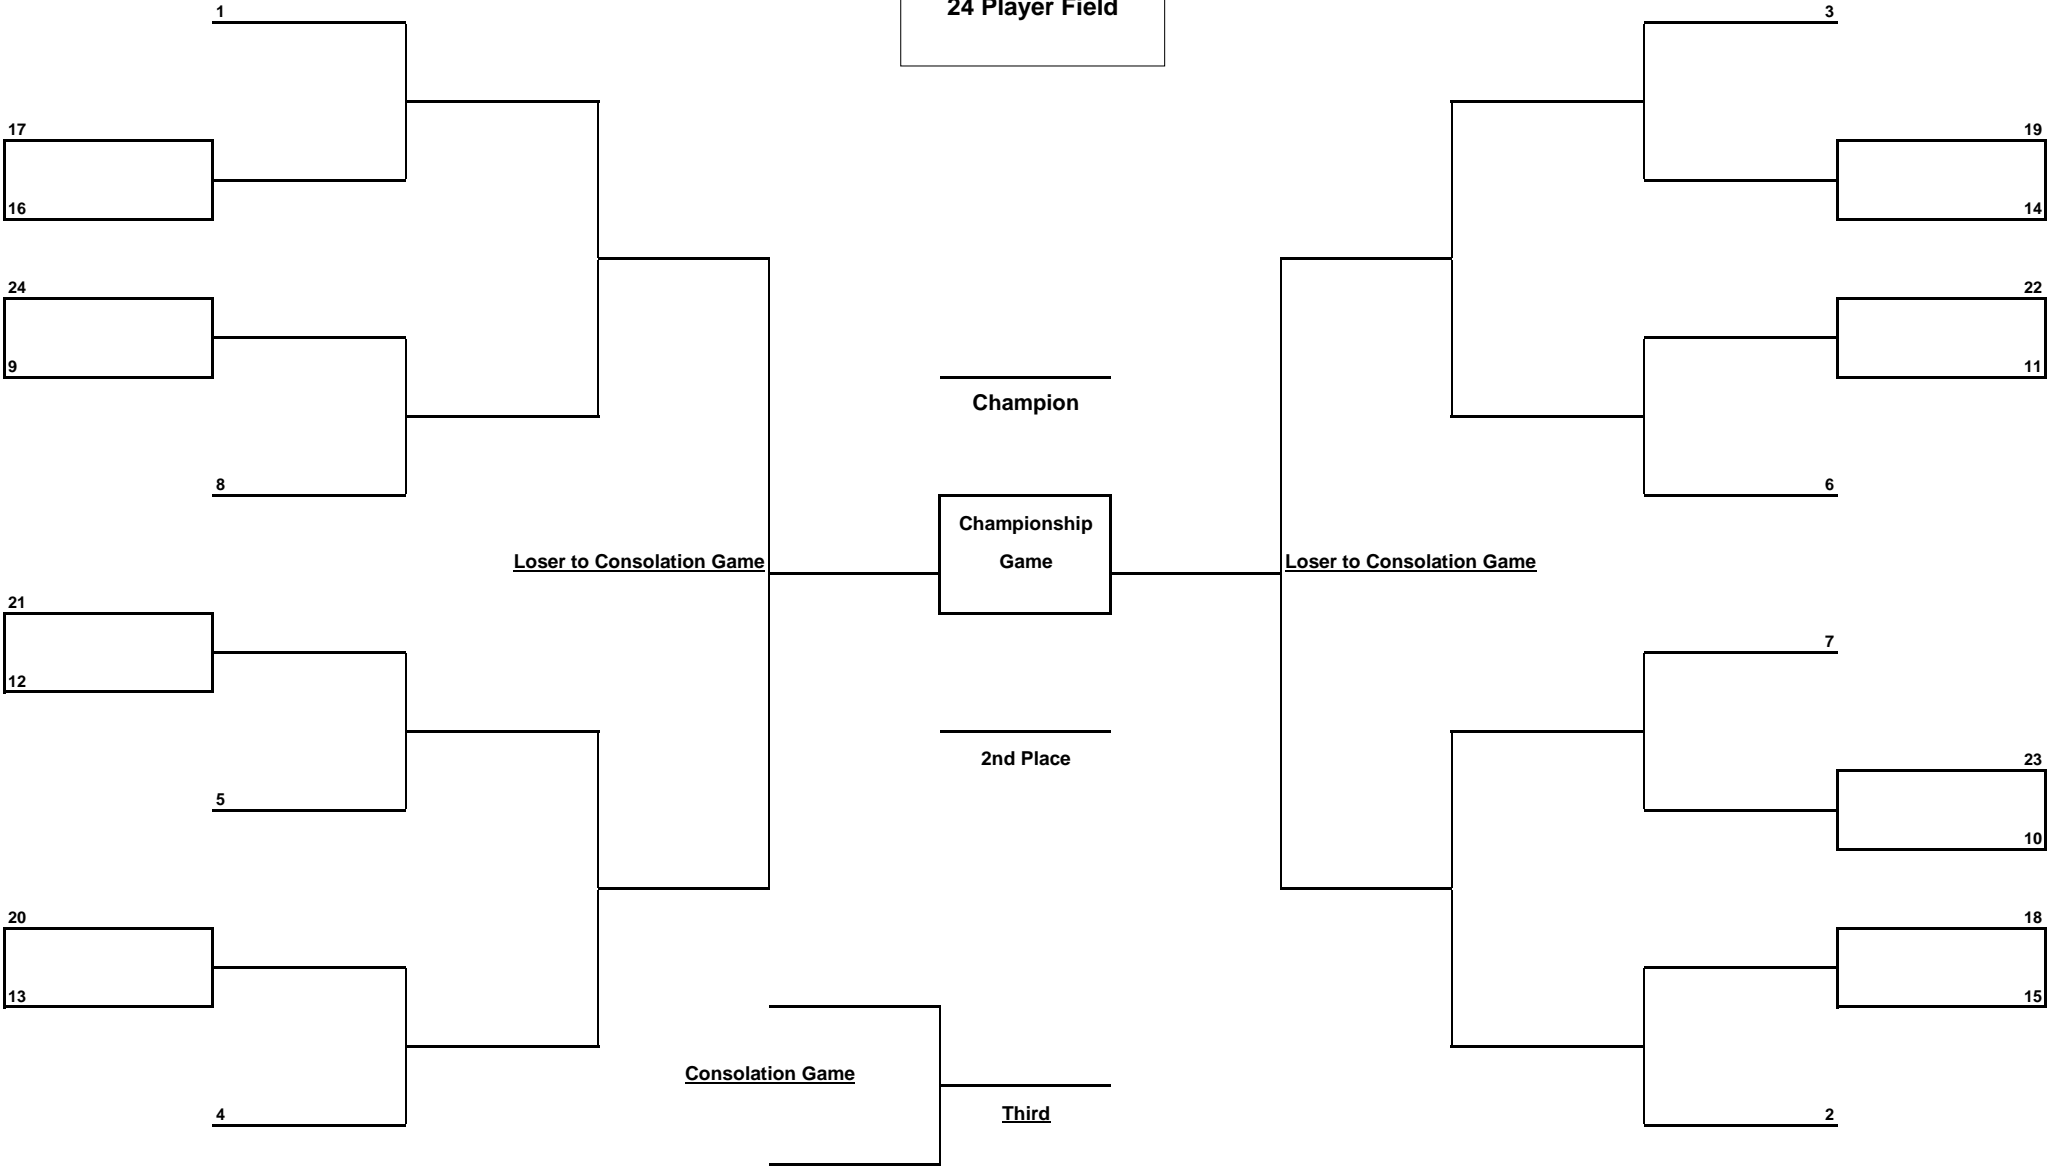 24 Player Field
1
3
17
19
16
14
24
22
9
11
Champion
8
6
Championship
Game
Loser to Consolation Game
Loser to Consolation Game
21
7
12
2nd Place
23
5
10
20
18
13
15
Consolation Game
Third
4
2